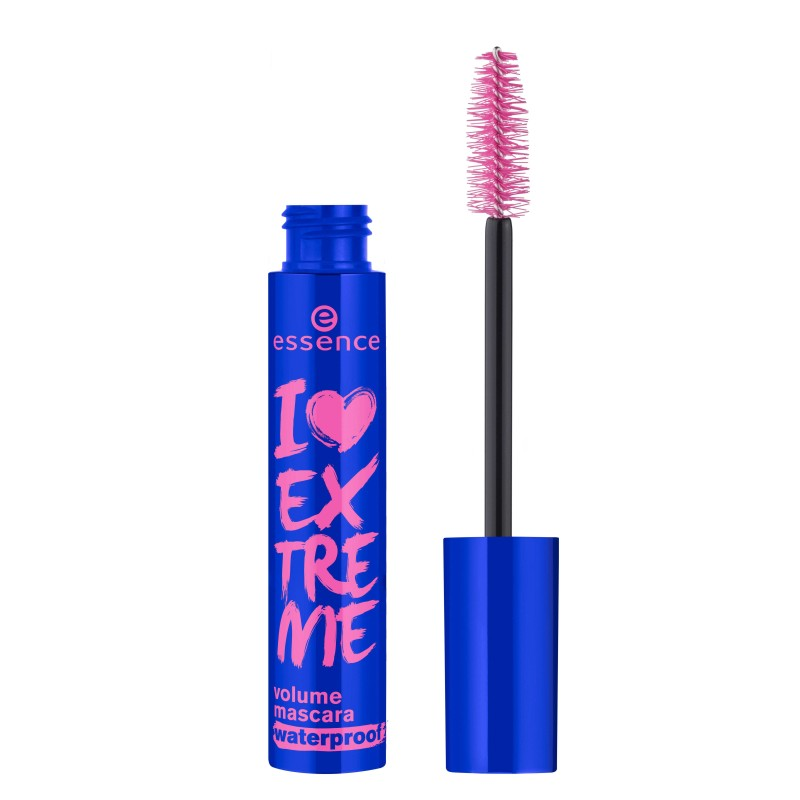 e
essence
I ♥
EX
TRE
ME
volume
mascara
waterproof